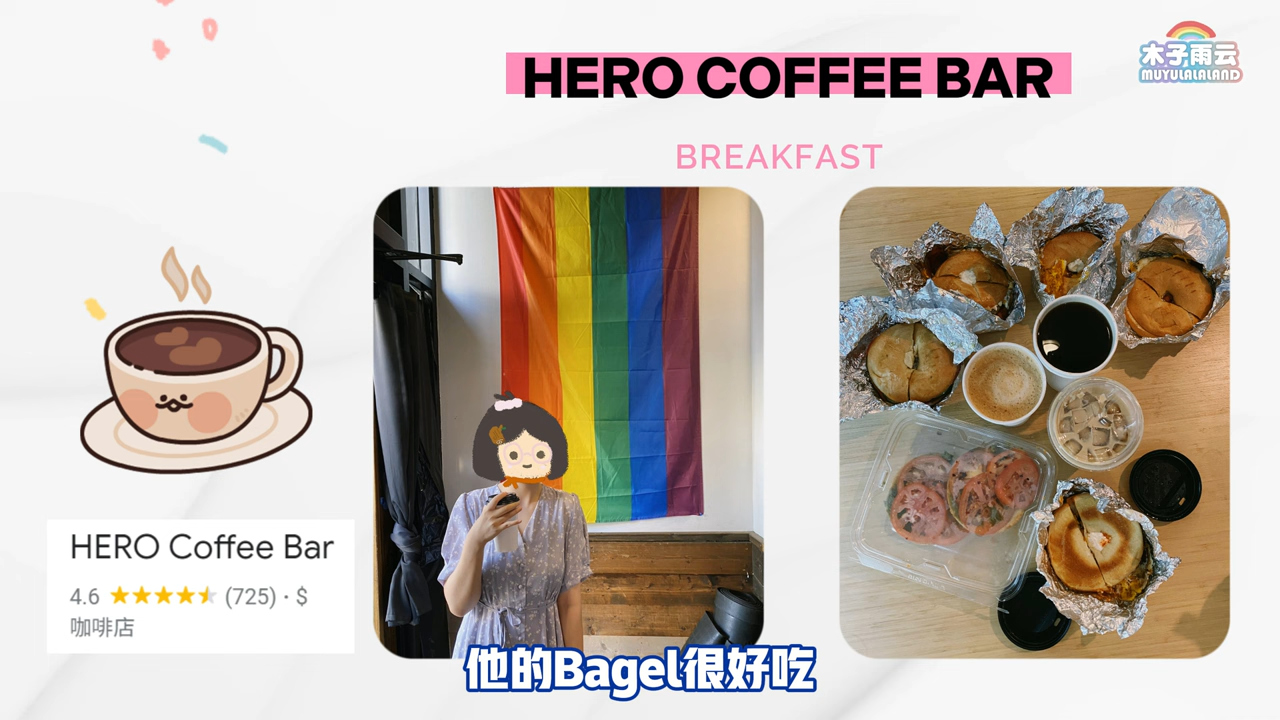 HERO COFFEE BAR
木子雨云
MUYULALALAND
BREAKFAST
HERO Coffee Bar
4.6 ★★★★★ (725) · $
咖啡店
他的Bagel很好吃